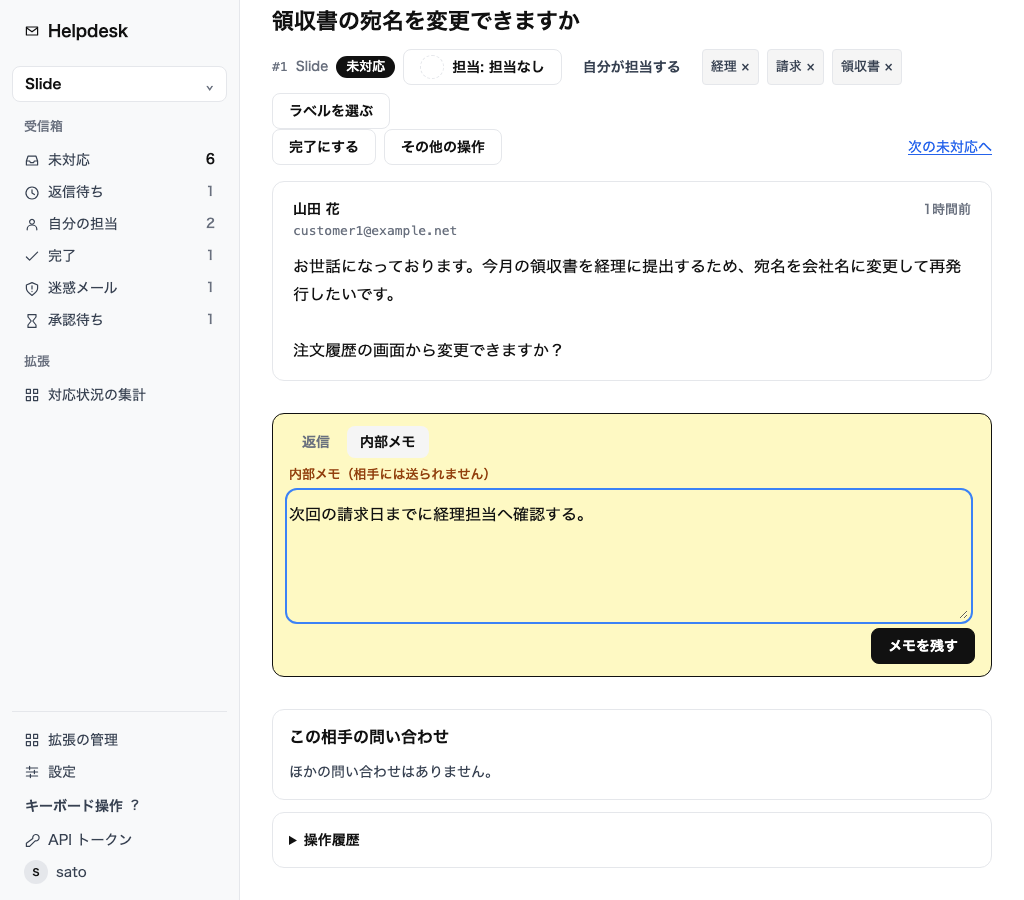 Helpdesk
Slide
受信箱
未対応 6
返信待ち 1
自分の担当 2
完了 1
迷惑メール 1
承認待ち 1
拡張
対応状況の集計
拡張の管理
設定
キーボード操作 ?
API トークン
S sato
領収書の宛名を変更できますか
#1 Slide 未対応 担当: 担当なし 自分が担当する 経理 × 請求 × 領収書 ×
ラベルを選ぶ
完了にする その他の操作 次の未対応へ
山田 花 1時間前
customer1@example.net
お世話になっております。今月の領収書を経理に提出するため、宛名を会社名に変更して再発
行したいです。
注文履歴の画面から変更できますか？
返信 内部メモ
内部メモ（相手には送られません）
次回の請求日までに経理担当へ確認する。
メモを残す
この相手の問い合わせ
ほかの問い合わせはありません。
操作履歴